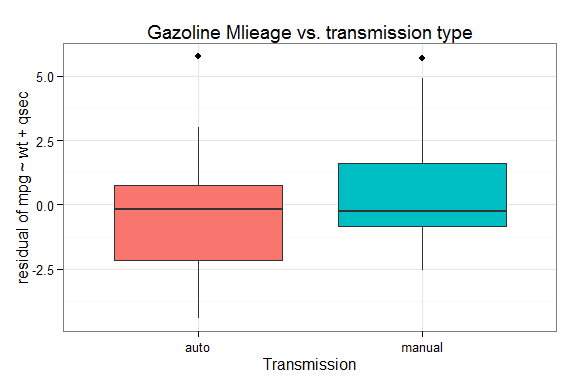 Gazoline Mlieage vs. transmission type
residual of mpg ~ wt + qsec
5.0
2.5
0.0
-2.5
auto
manual
Transmission